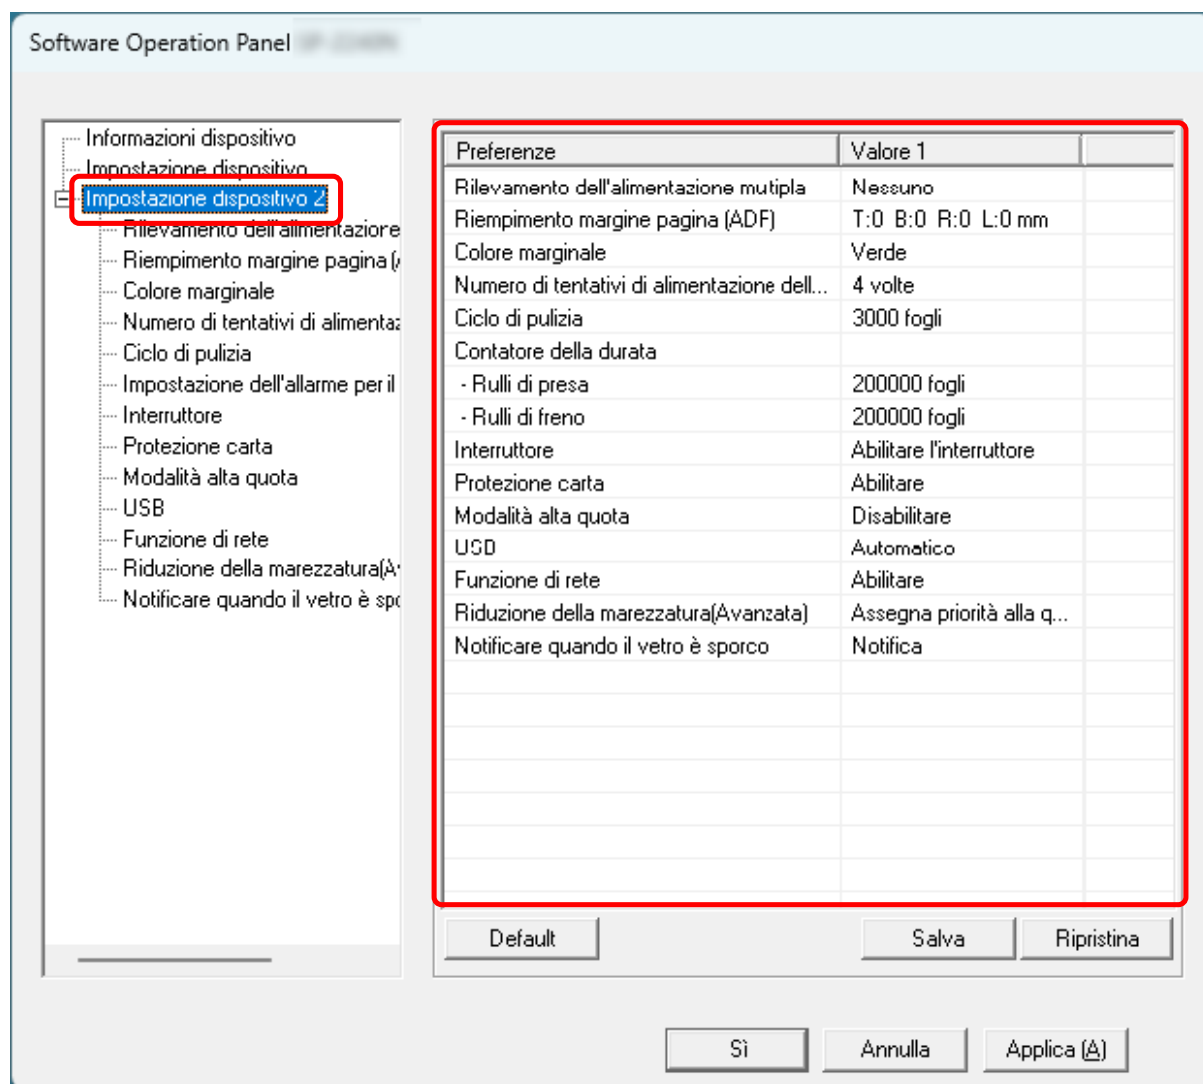 Software Operation Panel
Informazioni dispositivo
Impostazione dispositivo
Impostazione dispositivo 2
Rilevamento dell'alimentazione
Riempimento margine pagina (A
Colore marginale
Numero di tentativi di alimentaz
Ciclo di pulizia
Impostazione dell'allarme per il
Interruttore
Protezione carta
Modalità alta quota
USB
Funzione di rete
Riduzione della marezzatura(A
Notificare quando il vetro è spo
Preferenze Valore 1
Rilevamento dell'alimentazione mutipla Nessuno
Riempimento margine pagina (ADF) T:0 B:0 R:0 L:0 mm
Colore marginale Verde
Numero di tentativi di alimentazione dell... 4 volte
Ciclo di pulizia 3000 fogli
Contatore della durata
- Rulli di presa 200000 fogli
- Rulli di freno 200000 fogli
Interruttore Abilitare l'interruttore
Protezione carta Abilitare
Modalità alta quota Disabilitare
USB Automatico
Funzione di rete Abilitare
Riduzione della marezzatura(Avanzata) Assegna priorità alla q...
Notificare quando il vetro è sporco Notifica
Default Salva Ripristina
Sì Annulla Applica (A)